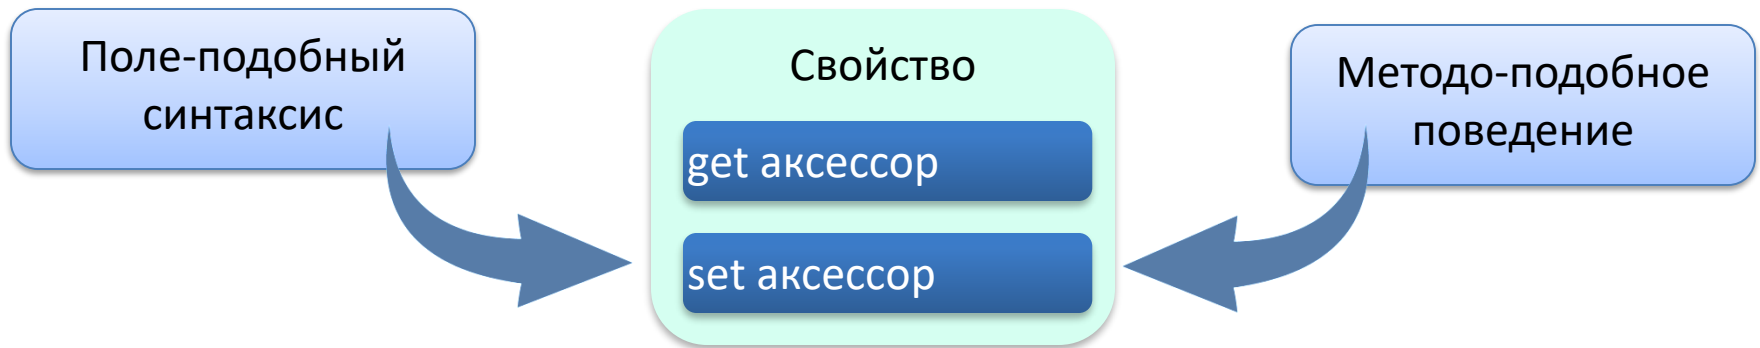 Поле-подобный
синтаксис
Свойство
get аксессор
set аксессор
Методо-подобное
поведение